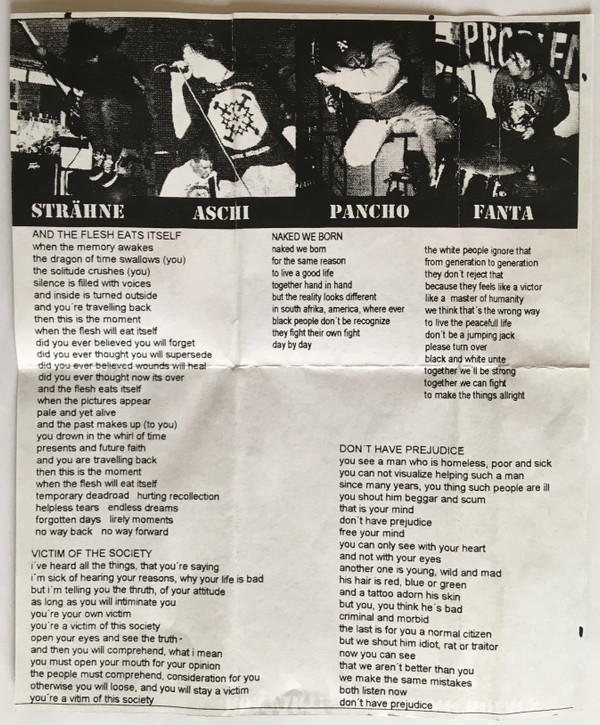 PROBLEM
STRÄHNE
ASCHI
PANCHO
FANTA
AND THE FLESH EATS ITSELF
when the memory awakes
the dragon of time swallows (you)
the solitude crushes (you)
silence is filled with voices
and inside is turned outside
and you´re travelling back
then this is the moment
when the flesh will eat itself
did you ever believed you will forget
did you ever thought you will supersede
did you ever believed wounds will heal
did you ever thought now its over
and the flesh eats itself
when the pictures appear
pale and yet alive
and the past makes up (to you)
you drown in the whirl of time
presents and future faith
and you are travelling back
then this is the moment
when the flesh will eat itself
temporary deadroad hurting recollection
helpless tears endless dreams
forgotten days lirely moments
no way back no way forward
VICTIM OF THE SOCIETY
i´ve heard all the things, that you´re saying
i´m sick of hearing your reasons, why your life is bad
but i´m telling you the thruth, of your attitude
as long as you will intiminate you
you´re your own victim
you´re a victim of this society
open your eyes and see the truth
and then you will comprehend, what i mean
you must open your mouth for your opinion
the people must comprehend, consideration for you
otherwise you will loose, and you will stay a victim
you´re a vitim of this society
NAKED WE BORN
naked we born
for the same reason
to live a good life
together hand in hand
but the reality looks different
in south africa, america, where ever
black people don´t be recognize
they fight their own fight
day by day
the white people ignore that
from generation to generation
they don´t reject that
because they feels like a victor
like a master of humanity
we think that´s the wrong way
to live the peacefull life
don´t be a jumping jack
please turn over
black and white unite
together we´ll be strong
together we can fight
to make the things allright
DON´T HAVE PREJUDICE
you see a man who is homeless, poor and sick
you can not visualize helping such a man
since many years, you thing such people are ill
you shout him beggar and scum
that is your mind
don´t have prejudice
free your mind
you can only see with your heart
and not with your eyes
another one is young, wild and mad
his hair is red, blue or green
and a tattoo adorn his skin
but you, you think he´s bad
criminal and morbid
the last is for you a normal citizen
but we shout him idiot, rat or traitor
now you can see
that we aren´t better than you
we make the same mistakes
both listen now
don´t have prejudice